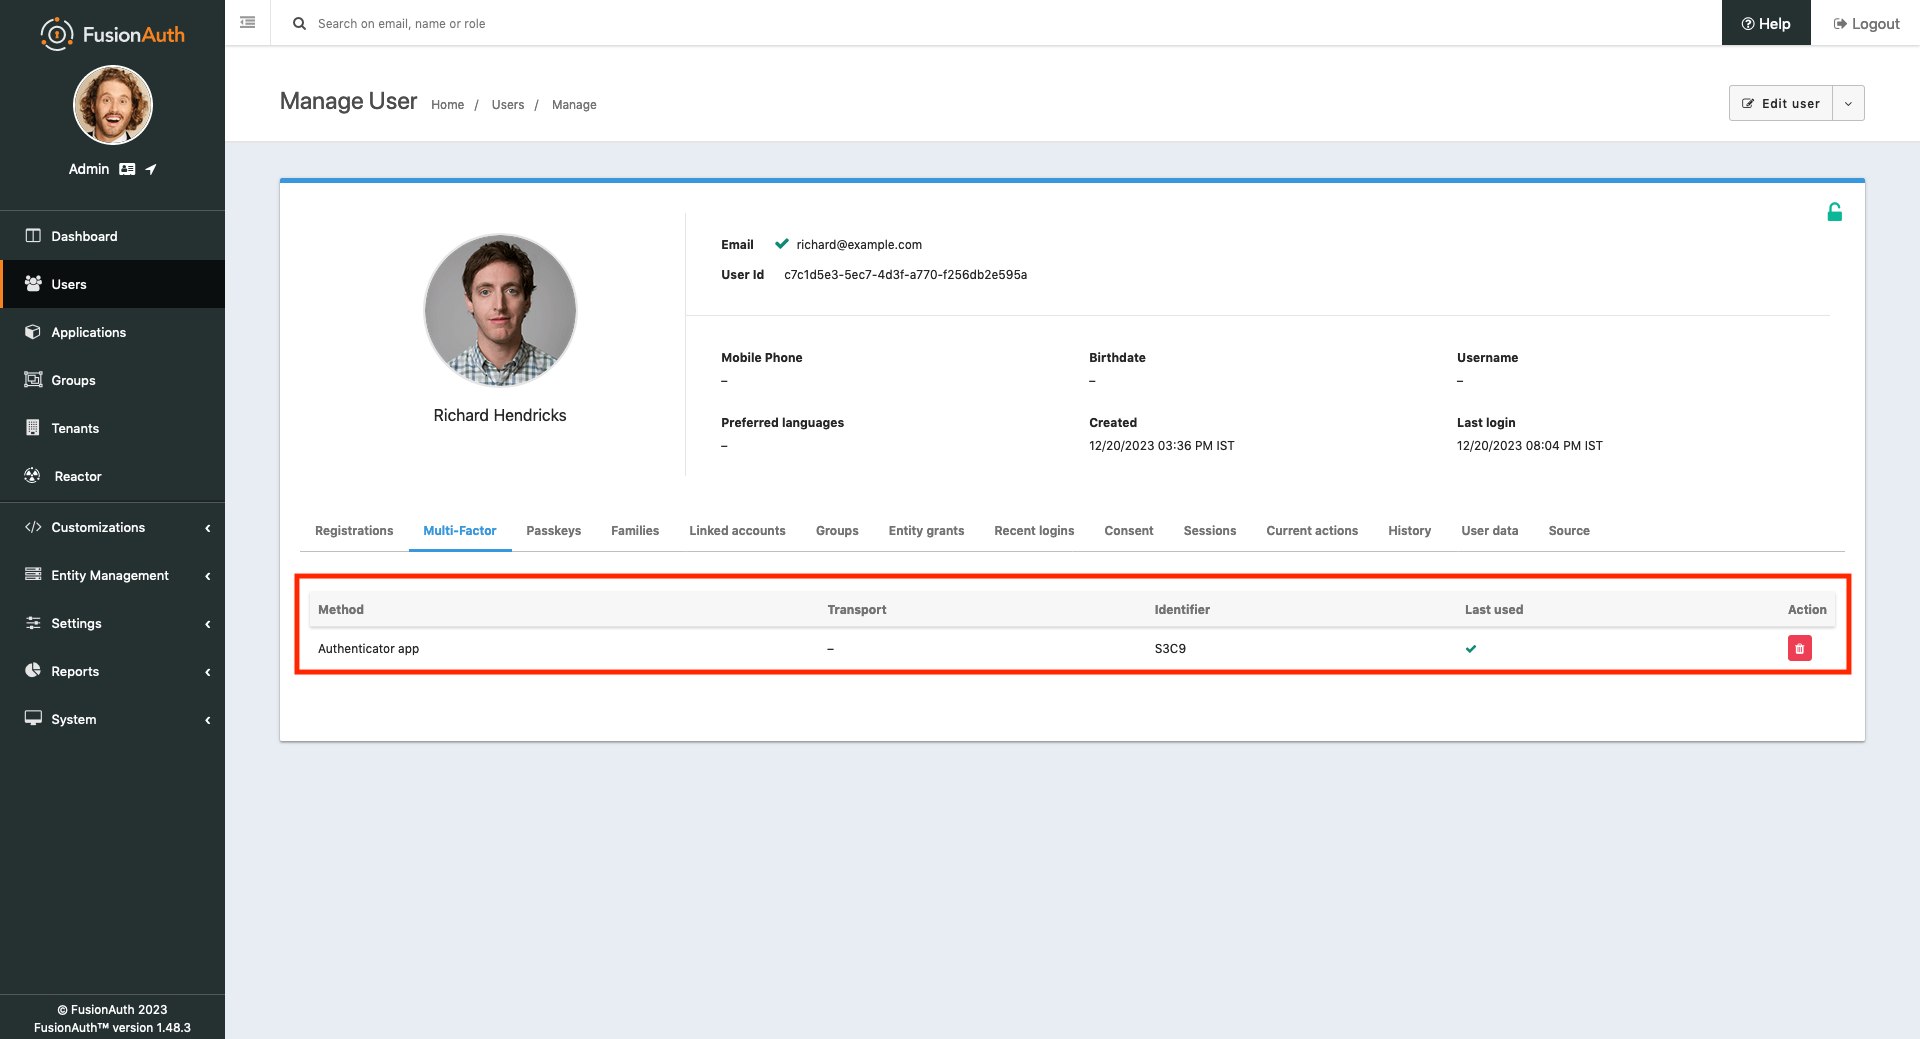 FusionAuth
Search on email, name or role
Help
Logout
Admin
Manage User
Home / Users / Manage
Edit user
Dashboard
Users
Applications
Groups
Tenants
Reactor
Customizations
Entity Management
Settings
Reports
System
Email richard@example.com
User Id c7c1d5e3-5ec7-4d3f-a770-f256db2e595a
Richard Hendricks
Mobile Phone Birthdate Username
– – –
Preferred languages Created Last login
– 12/20/2023 03:36 PM IST 12/20/2023 08:04 PM IST
Registrations Multi-Factor Passkeys Families Linked accounts Groups Entity grants Recent logins Consent Sessions Current actions History User data Source
Method Transport Identifier Last used Action
Authenticator app – S3C9
© FusionAuth 2023
FusionAuth™ version 1.48.3